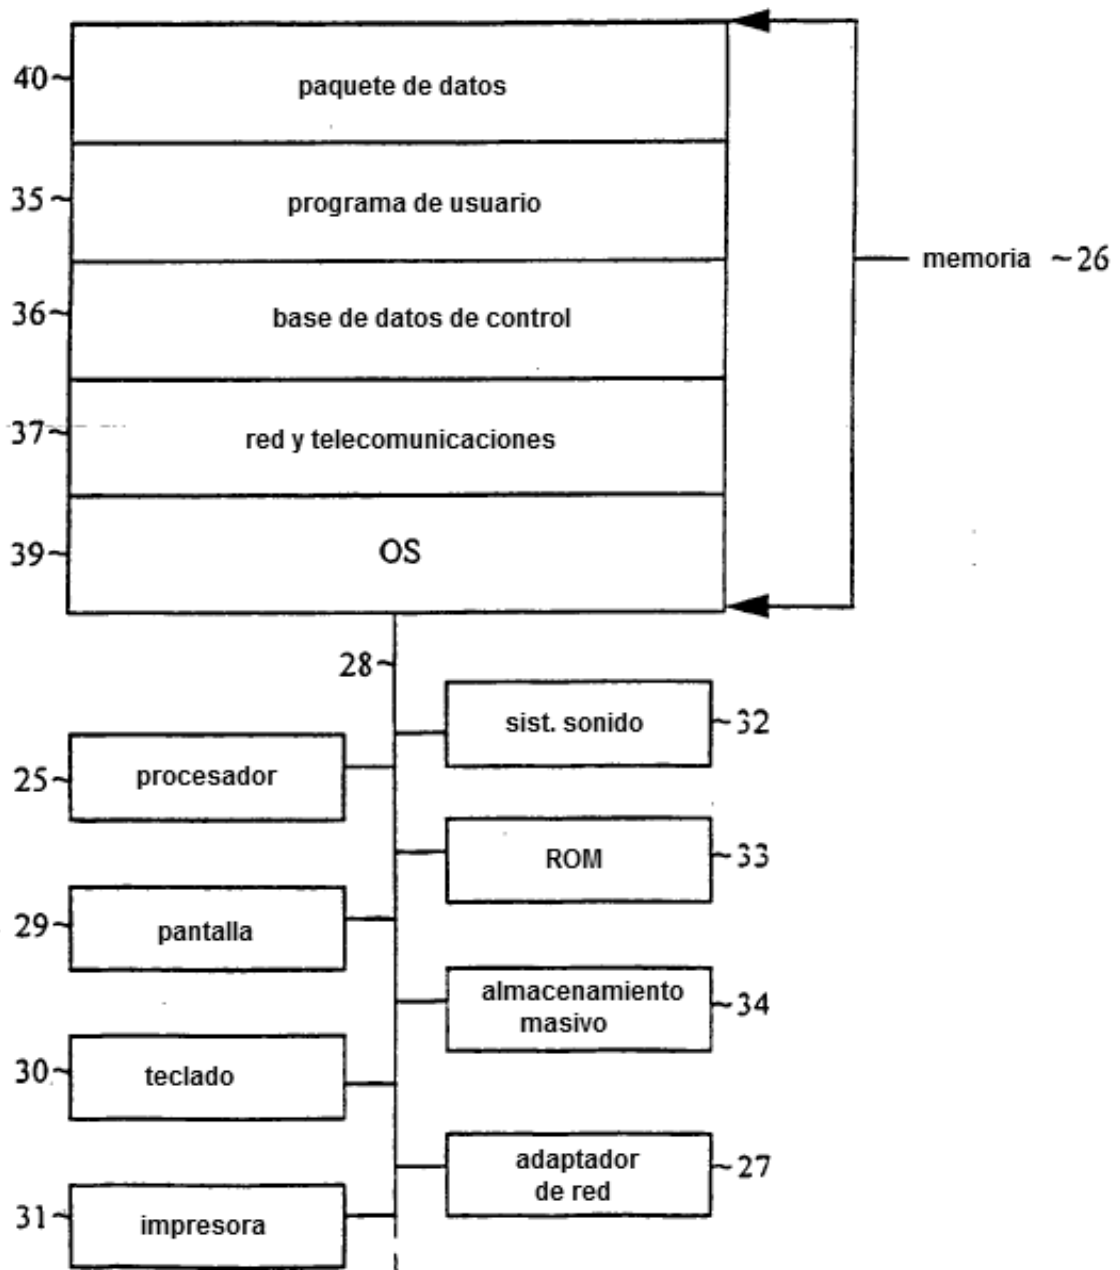 40~ paquete de datos
35~ programa de usuario
memoria ~26
36~ base de datos de control
37~ red y telecomunicaciones
39~ OS
28~
sist. sonido ~32
25~ procesador
ROM ~33
29~ pantalla
almacenamiento
masivo ~34
30~ teclado
adaptador
de red ~27
31~ impresora